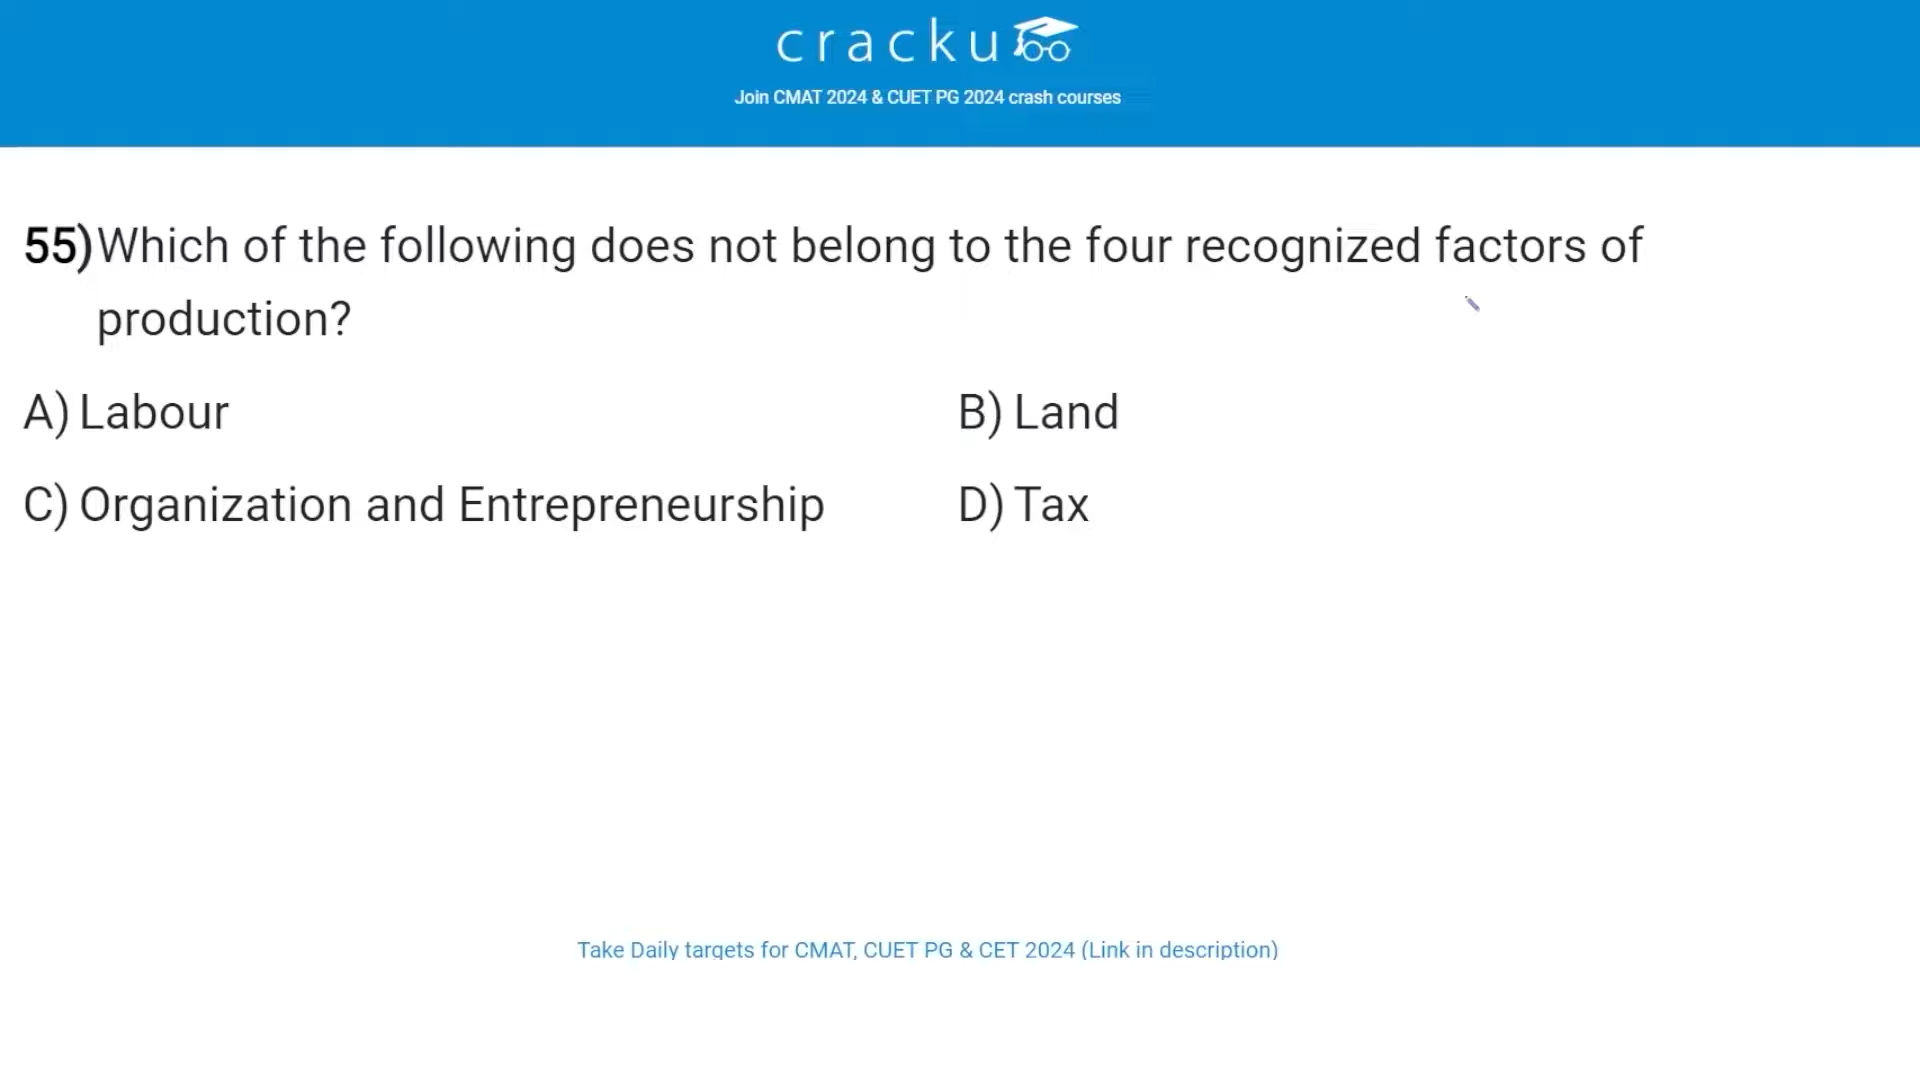 cracku
Join CMAT 2024 & CUET PG 2024 crash courses
55) Which of the following does not belong to the four recognized factors of
production?
A) Labour
B) Land
C) Organization and Entrepreneurship
D) Tax
Take Daily targets for CMAT, CUET PG & CET 2024 (Link in description)